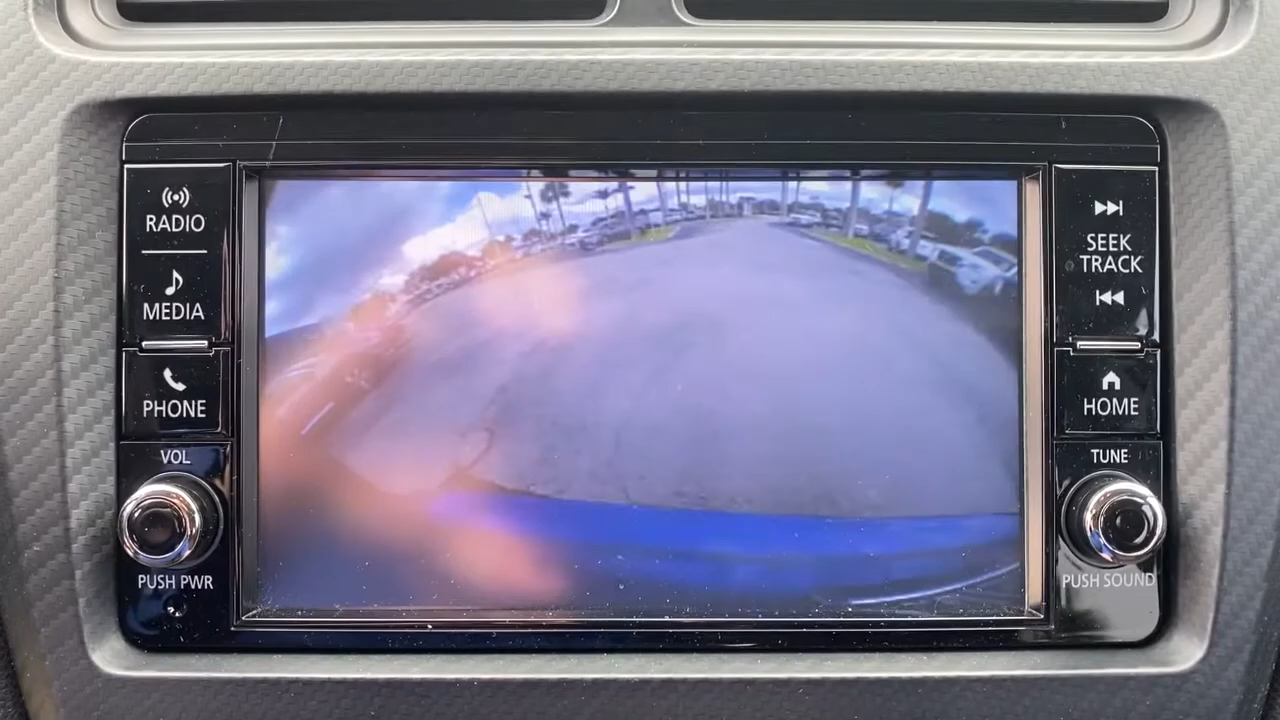 RADIO
MEDIA
PHONE
VOL
PUSH PWR
SEEK
TRACK
HOME
TUNE
PUSH SOUND